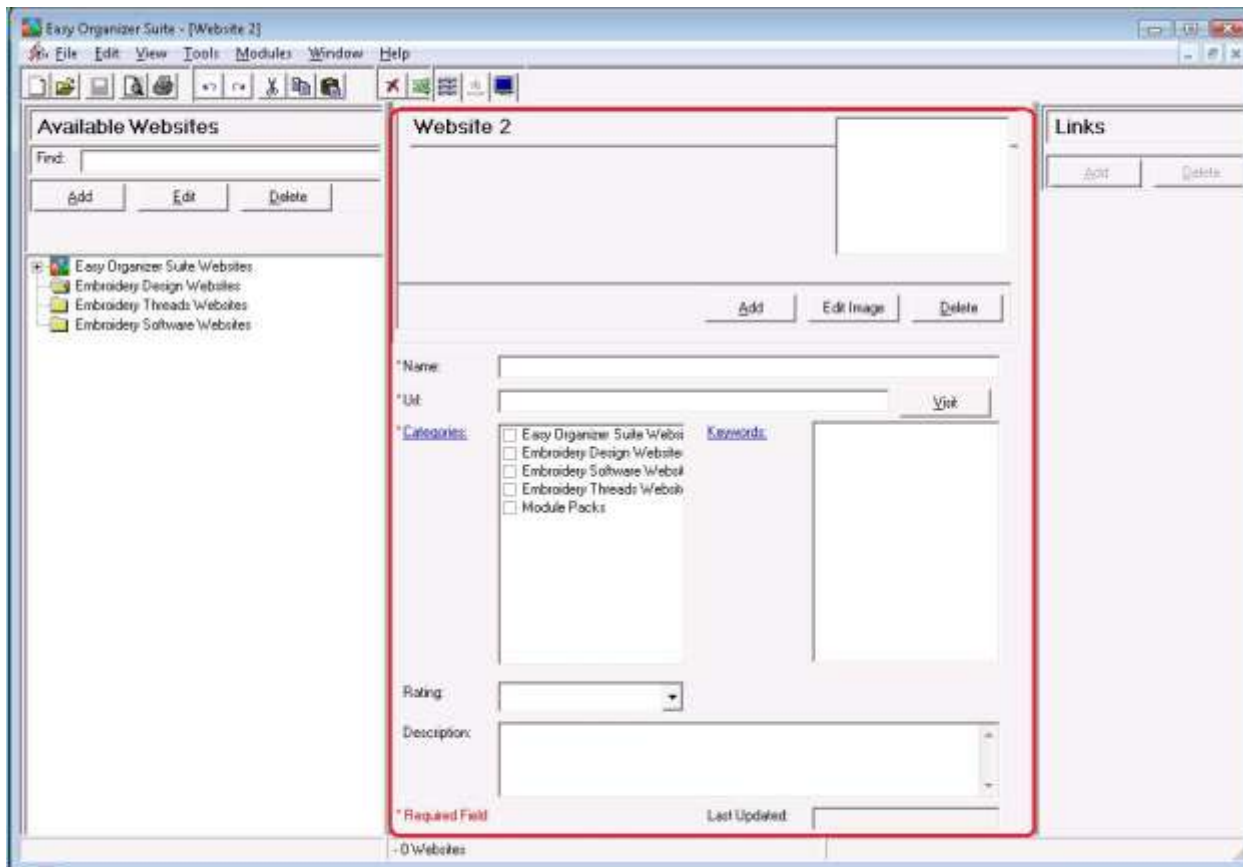 Easy Organizer Suite - [Website 2]
File Edit View Tools Modules Window Help
Available Websites
Find:
Add Edit Delete
Easy Organizer Suite Websites
Embroidery Design Websites
Embroidery Threads Websites
Embroidery Software Websites
Website 2
Add Edit Image Delete
*Name:
*Url: Visit
*Categories:
Easy Organizer Suite Websi
Embroidery Design Website
Embroidery Software Websit
Embroidery Threads Websit
Module Packs
Keywords:
Rating:
Description:
* Required Field Last Updated:
Links
Add Delete
- 0 Websites